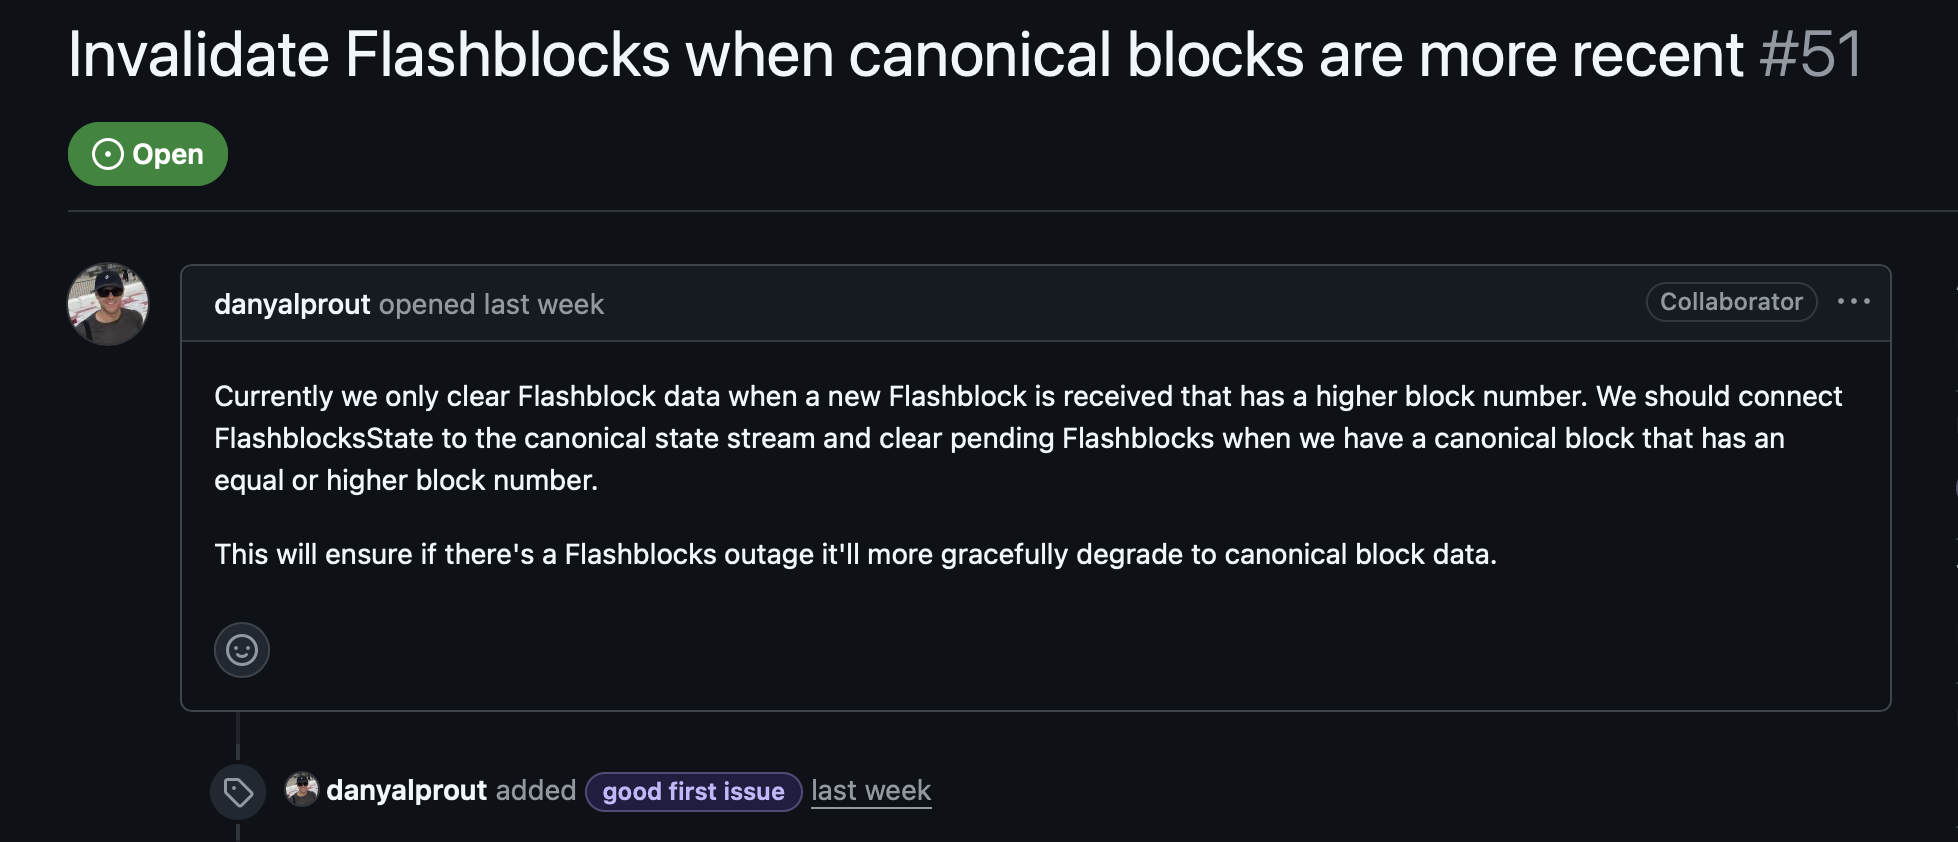 Invalidate Flashblocks when canonical blocks are more recent #51
Open
danyalprout opened last week
Collaborator
Currently we only clear Flashblock data when a new Flashblock is received that has a higher block number. We should connect
FlashblocksState to the canonical state stream and clear pending Flashblocks when we have a canonical block that has an
equal or higher block number.
This will ensure if there's a Flashblocks outage it'll more gracefully degrade to canonical block data.
danyalprout added good first issue last week